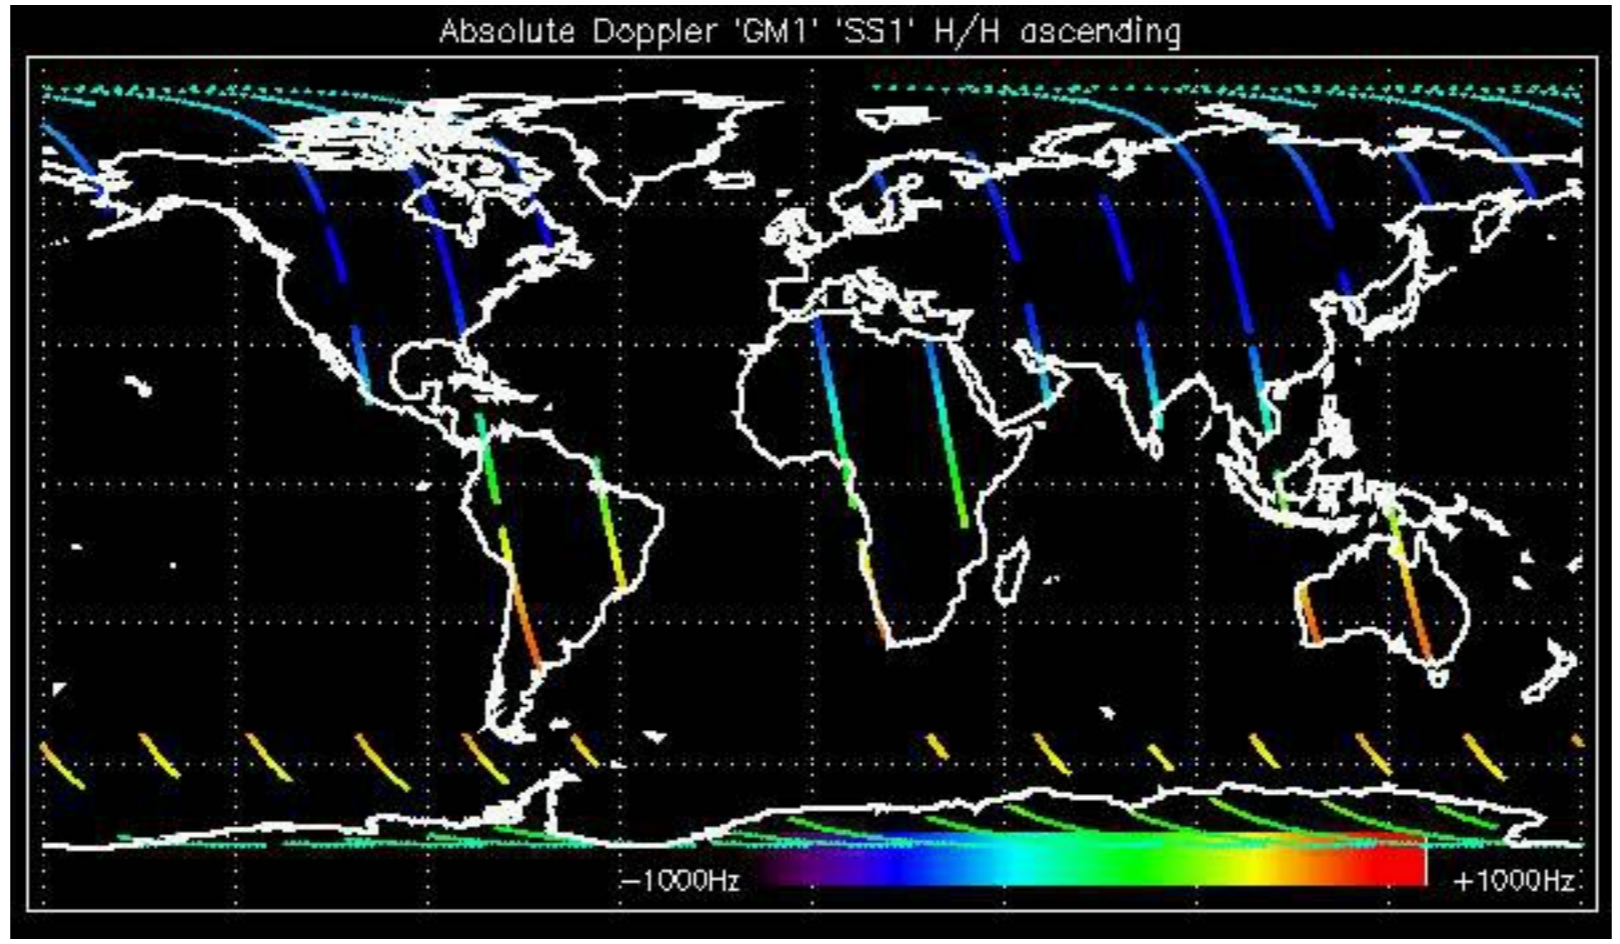 Absolute Doppler 'GM1' 'SS1' H/H ascending
−1000Hz
+1000Hz